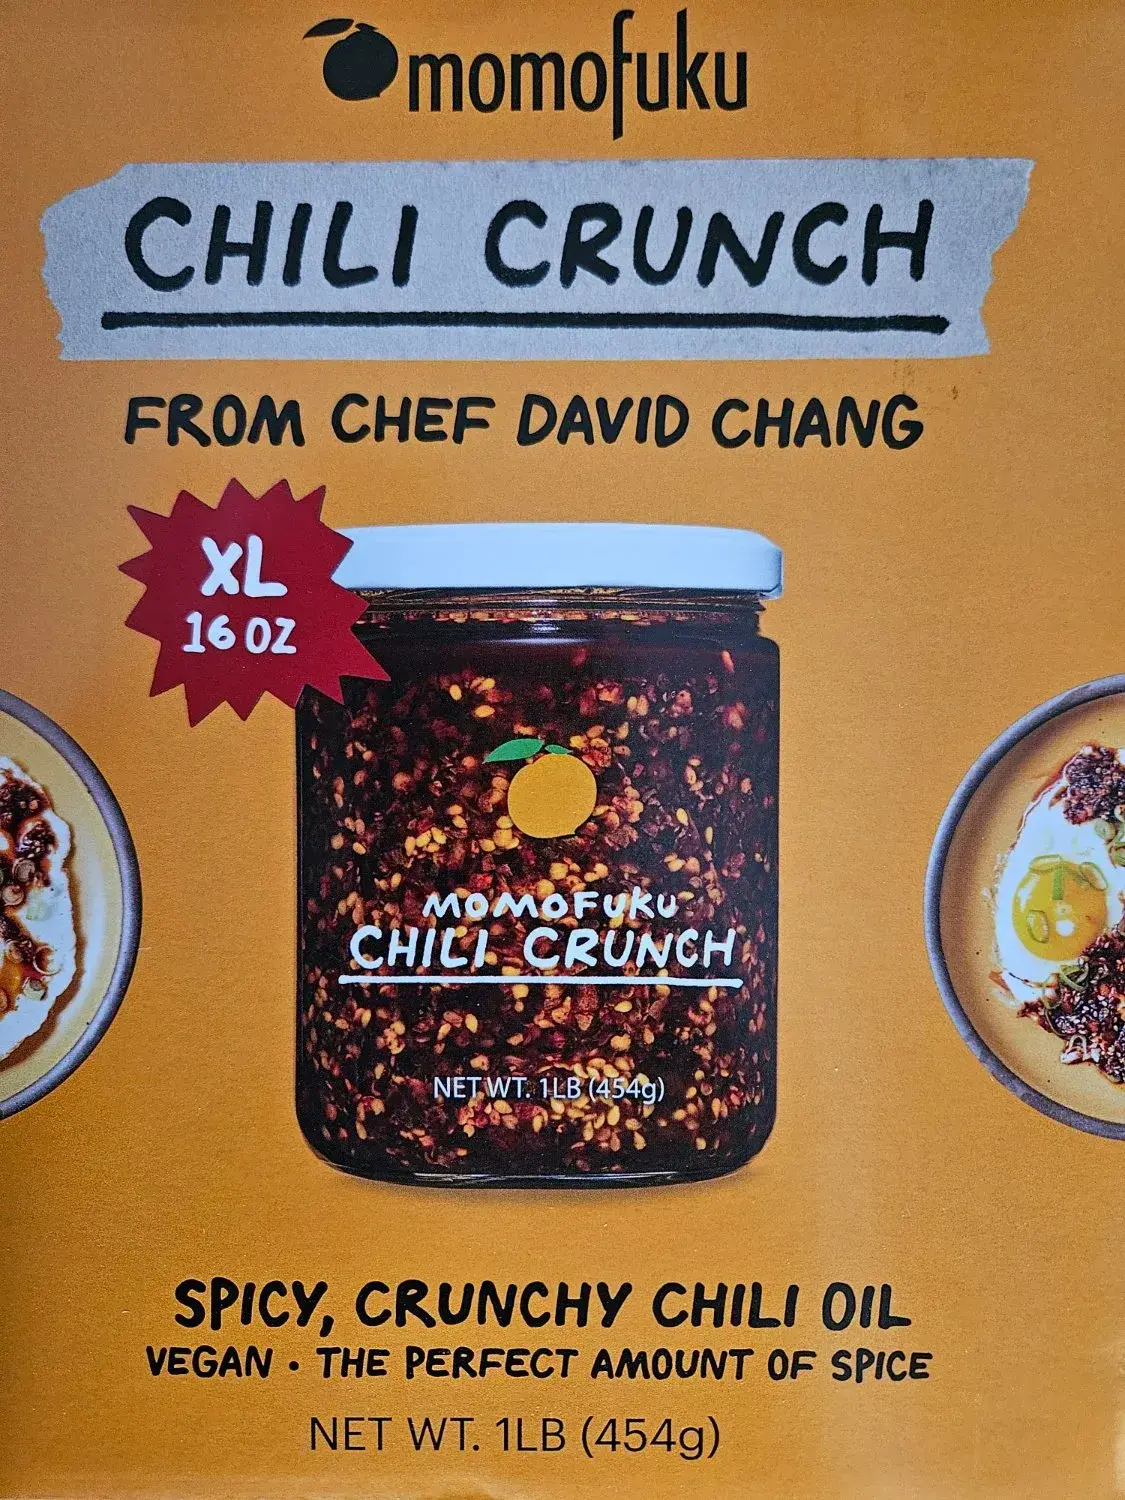 momofuku
CHILI CRUNCH
FROM CHEF DAVID CHANG
XL
16 OZ
MOMOFUKU
CHILI CRUNCH
NET WT. 1LB (454g)
SPICY, CRUNCHY CHILI OIL
VEGAN • THE PERFECT AMOUNT OF SPICE
NET WT. 1LB (454g)